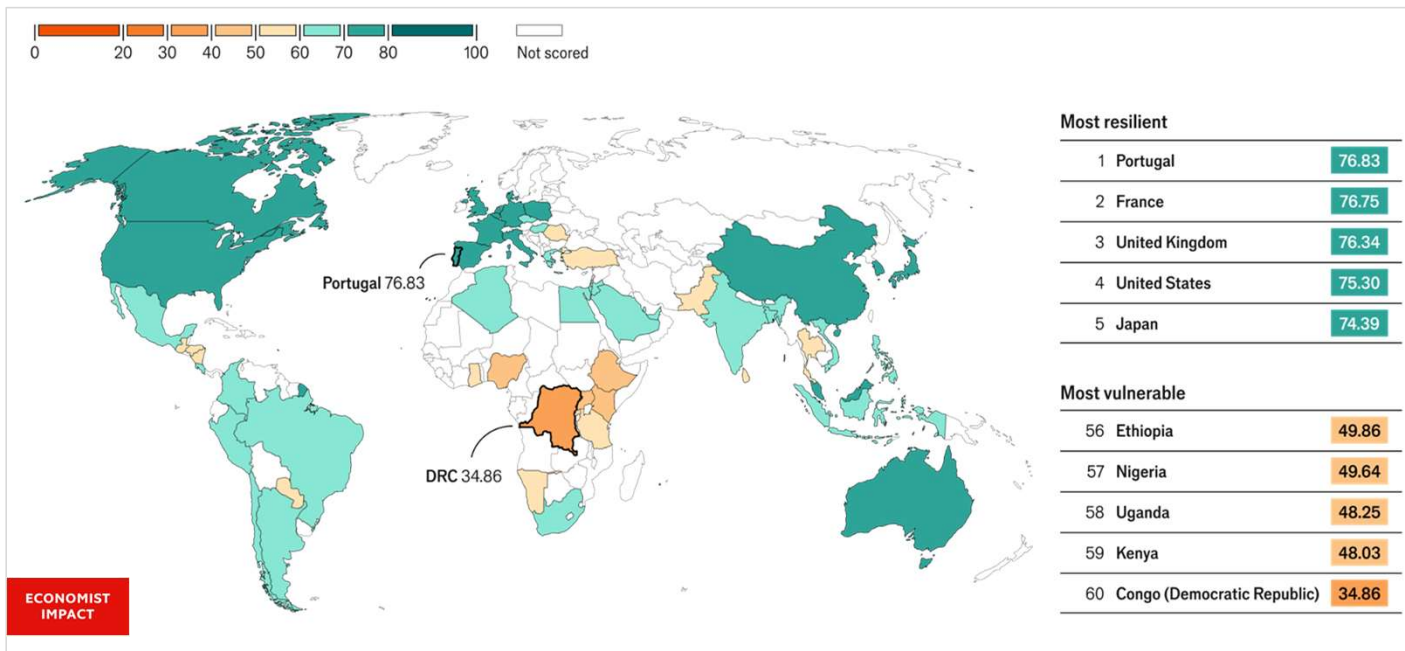 0 20 30 40 50 60 70 80 100 Not scored
Most resilient
1 Portugal 76.83
2 France 76.75
3 United Kingdom 76.34
4 United States 75.30
5 Japan 74.39
Portugal 76.83
Most vulnerable
56 Ethiopia 49.86
57 Nigeria 49.64
58 Uganda 48.25
59 Kenya 48.03
60 Congo (Democratic Republic) 34.86
DRC 34.86
ECONOMIST
IMPACT